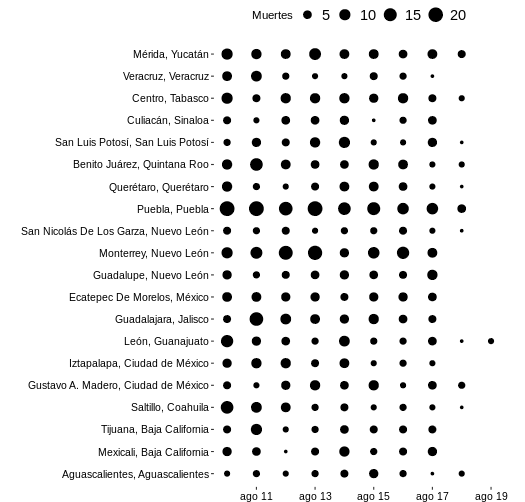 Muertes 5 10 15 20
Mérida, Yucatán
Veracruz, Veracruz
Centro, Tabasco
Culiacán, Sinaloa
San Luis Potosí, San Luis Potosí
Benito Juárez, Quintana Roo
Querétaro, Querétaro
Puebla, Puebla
San Nicolás De Los Garza, Nuevo León
Monterrey, Nuevo León
Guadalupe, Nuevo León
Ecatepec De Morelos, México
Guadalajara, Jalisco
León, Guanajuato
Iztapalapa, Ciudad de México
Gustavo A. Madero, Ciudad de México
Saltillo, Coahuila
Tijuana, Baja California
Mexicali, Baja California
Aguascalientes, Aguascalientes
ago 11 ago 13 ago 15 ago 17 ago 19